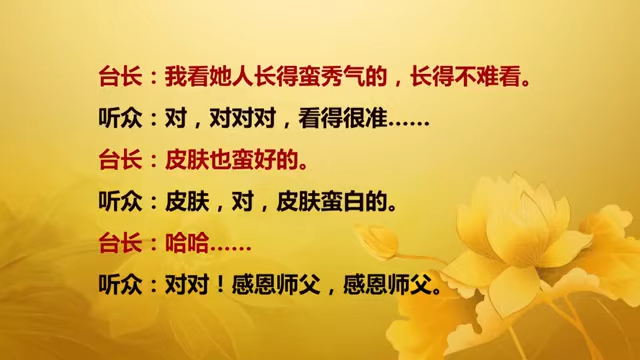 台长：我看她人长得蛮秀气的，长得不难看。
听众：对，对对对，看得很准……
台长：皮肤也蛮好的。
听众：皮肤，对，皮肤蛮白的。
台长：哈哈……
听众：对对！感恩师父，感恩师父。